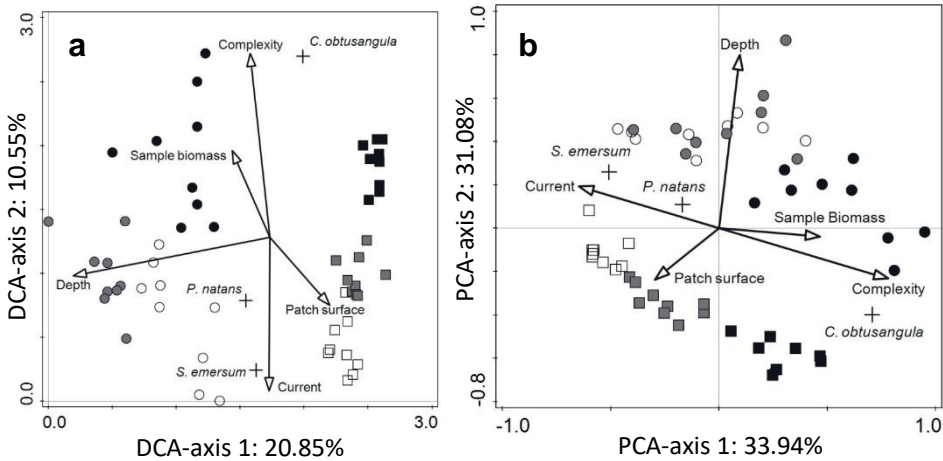 a
3.0
Complexity
C. obtusangula
Sample biomass
Depth
P. natans
Patch surface
S. emersum
Current
0.0
0.0
3.0
DCA-axis 2: 10.55%
DCA-axis 1: 20.85%
b
1.0
Depth
S. emersum
Current
P. natans
Sample Biomass
Patch surface
Complexity
C. obtusangula
-0.8
-1.0
1.0
PCA-axis 2: 31.08%
PCA-axis 1: 33.94%